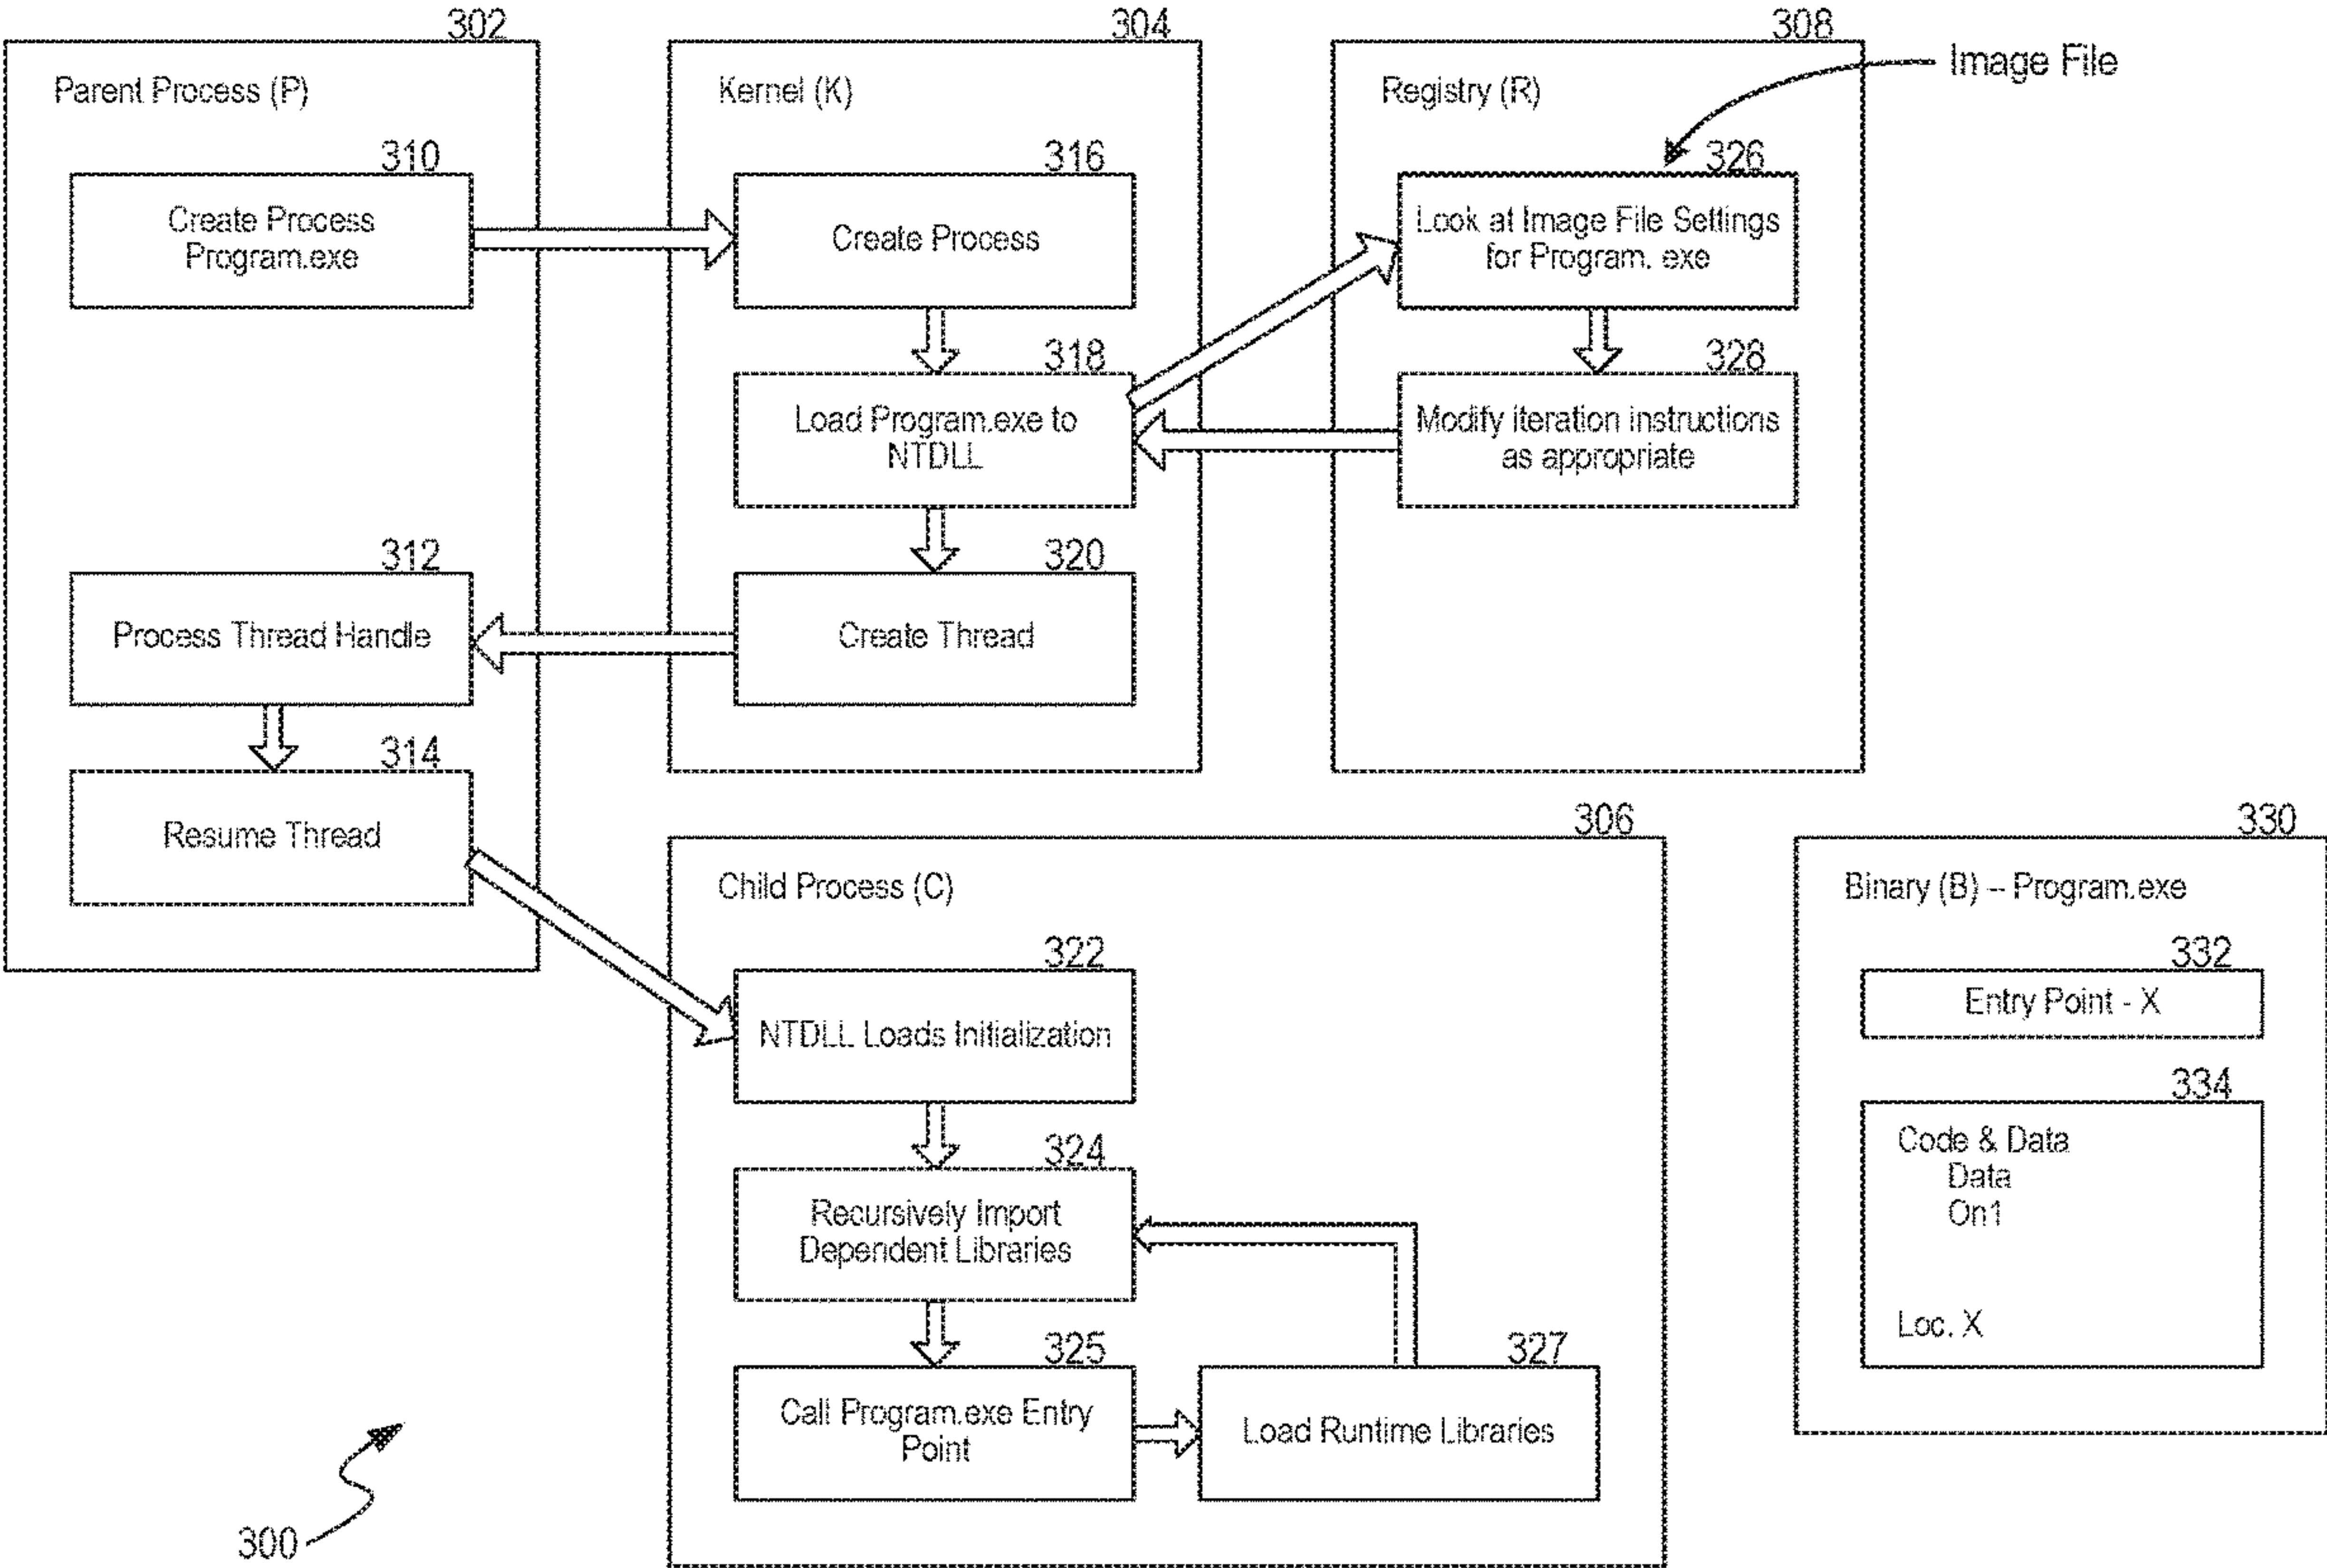 302
Parent Process (P)
310
Create Process
Program.exe
312
Process Thread Handle
314
Resume Thread
304
Kernel (K)
316
Create Process
318
Load Program.exe to
NTDLL
320
Create Thread
308
Registry (R)
Image File
326
Look at Image File Settings
for Program. exe
328
Modify iteration instructions
as appropriate
306
Child Process (C)
322
NTDLL Loads Initialization
324
Recursively Import
Dependent Libraries
325
Call Program.exe Entry
Point
327
Load Runtime Libraries
330
Binary (B) -- Program.exe
332
Entry Point - X
334
Code & Data
Data
On1
Loc. X
300